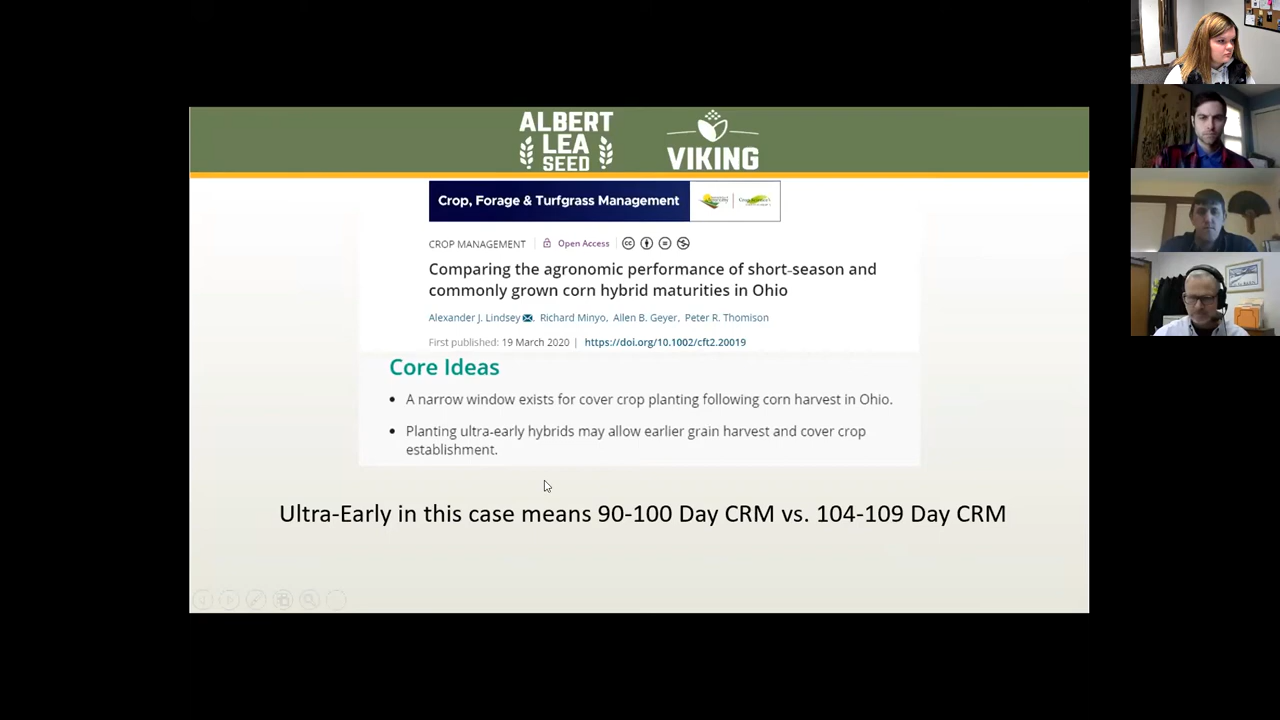 ALBERT
LEA
SEED
VIKING
Crop, Forage & Turfgrass Management
CROP MANAGEMENT Open Access
Comparing the agronomic performance of short-season and
commonly grown corn hybrid maturities in Ohio
Alexander J. Lindsey, Richard Minyo, Allen B. Geyer, Peter R. Thomison
First published: 19 March 2020 | https://doi.org/10.1002/cft2.20019
Core Ideas
• A narrow window exists for cover crop planting following corn harvest in Ohio.
• Planting ultra-early hybrids may allow earlier grain harvest and cover crop
establishment.
Ultra-Early in this case means 90-100 Day CRM vs. 104-109 Day CRM